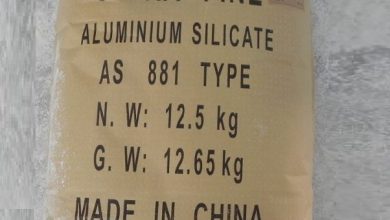 ALUMINIUM SILICATE
AS 881 TYPE
N. W: 12.5 kg
G. W: 12.65 kg
MADE IN CHINA